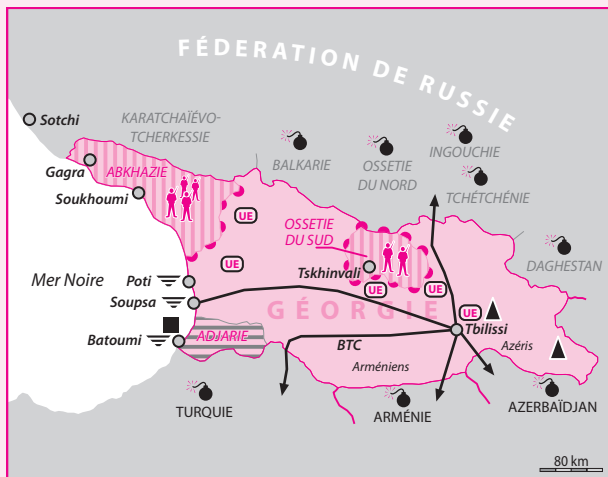 FÉDÉRATION DE RUSSIE
KARATCHAÏÉVO-
TCHERKESSIE
Sotchi
BALKARIE
OSSETIE
DU NORD
INGOUCHIE
TCHÉTCHÉNIE
Gagra
ABKHAZIE
Soukhoumi
UE
OSSETIE
DU SUD
DAGHESTAN
UE
Tskhinvali
Mer Noire
Poti
UE
UE
Soupsa
GÉORGIE
UE
Tbilissi
Batoumi
ADJARIE
BTC
Azéris
Arméniens
TURQUIE
ARMÉNIE
AZERBAÏDJAN
80 km